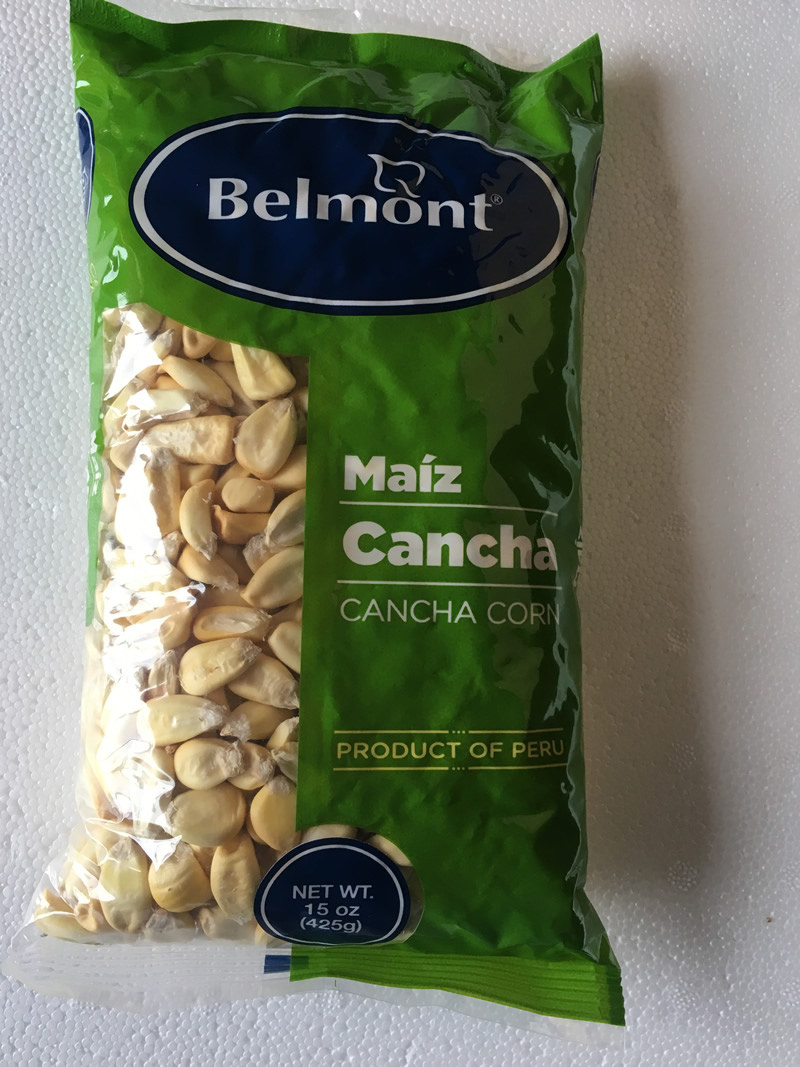 Belmont®
Maíz
Cancha
CANCHA CORN
PRODUCT OF PERU
NET WT.
15 oz
(425g)